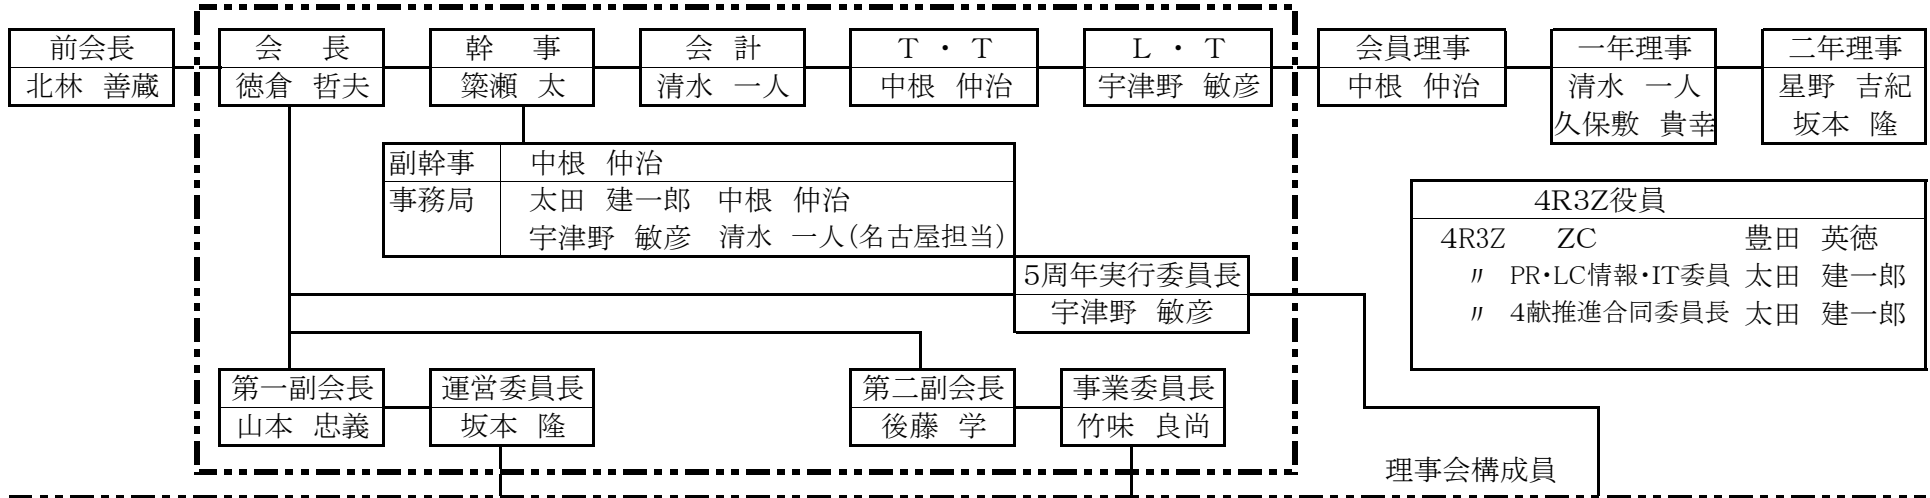 前会長 会 長 幹 事 会 計 T・T L・T 会員理事 一年理事 二年理事
北林 善蔵 徳倉 哲夫 簗瀬 太 清水 一人 中根 仲治 宇津野 敏彦 中根 仲治 清水 一人 星野 吉紀
久保敷 貴幸 坂本 隆
副幹事 中根 仲治
事務局 太田 建一郎 中根 仲治
宇津野 敏彦 清水 一人(名古屋担当)
4R3Z役員
4R3Z ZC 豊田 英徳
〃 PR・LC情報・IT委員 太田 建一郎
〃 4献推進合同委員長 太田 建一郎
5周年実行委員長
宇津野 敏彦
第一副会長 運営委員長 第二副会長 事業委員長
山本 忠義 坂本 隆 後藤 学 竹味 良尚
理事会構成員